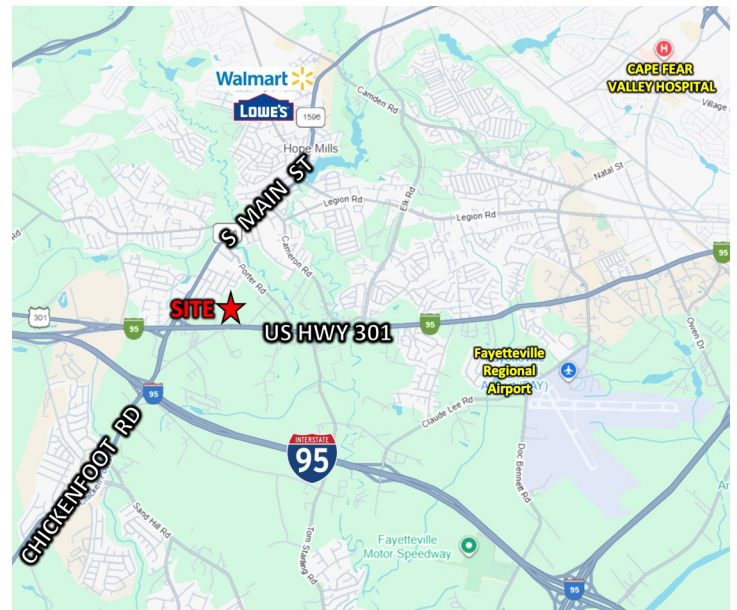 Walmart
LOWE'S
1596
Camden Rd
CAPE FEAR
VALLEY HOSPITAL
H
Village
Hope Mills
Natal St
S MAIN ST
Legion Rd
Legion Rd
Elk Rd
Cameron Rd
Porter Rd
Rd
95
SITE
301
95
US HWY 301
95
Owen Dr
Fayetteville
Regional
Airport
AY)
95
Claude Lee Rd
CHICKENFOOT RD
INTERSTATE
95
Doc Bennett Rd
Sand Hill Rd
Tom Starling Rd
Fayetteville
Motor Speedway
95